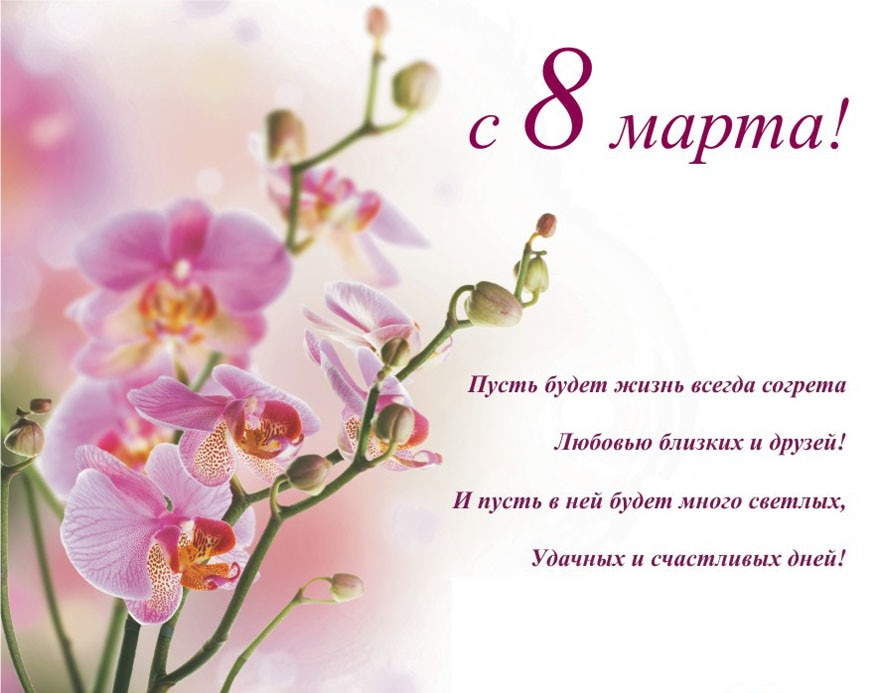 с 8 марта!
Пусть будет жизнь всегда согрета
Любовью близких и друзей!
И пусть в ней будет много светлых,
Удачных и счастливых дней!